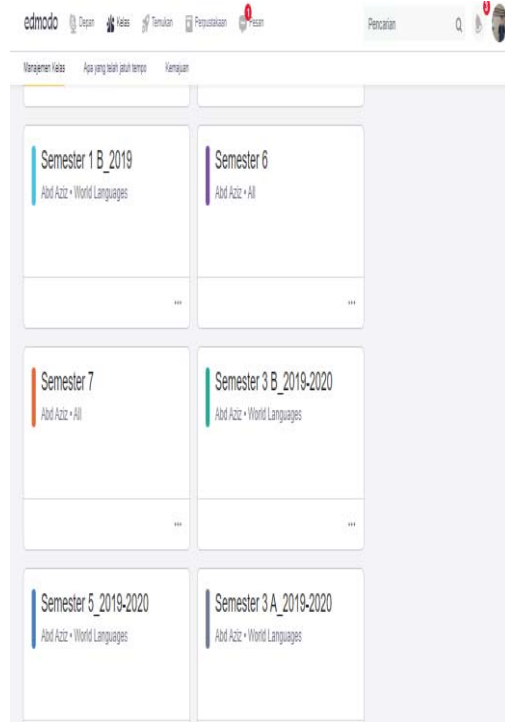 edmodo Depan Kelas Temukan Perpustakaan 1 Pesan Pencarian 3
Manajemen Kelas Apa yang telah jatuh tempo Kemajuan
Semester 1 B_2019
Abd Aziz • World Languages
Semester 6
Abd Aziz • All
Semester 7
Abd Aziz • All
Semester 3 B_2019-2020
Abd Aziz • World Languages
Semester 5_2019-2020
Abd Aziz • World Languages
Semester 3 A_2019-2020
Abd Aziz • World Languages